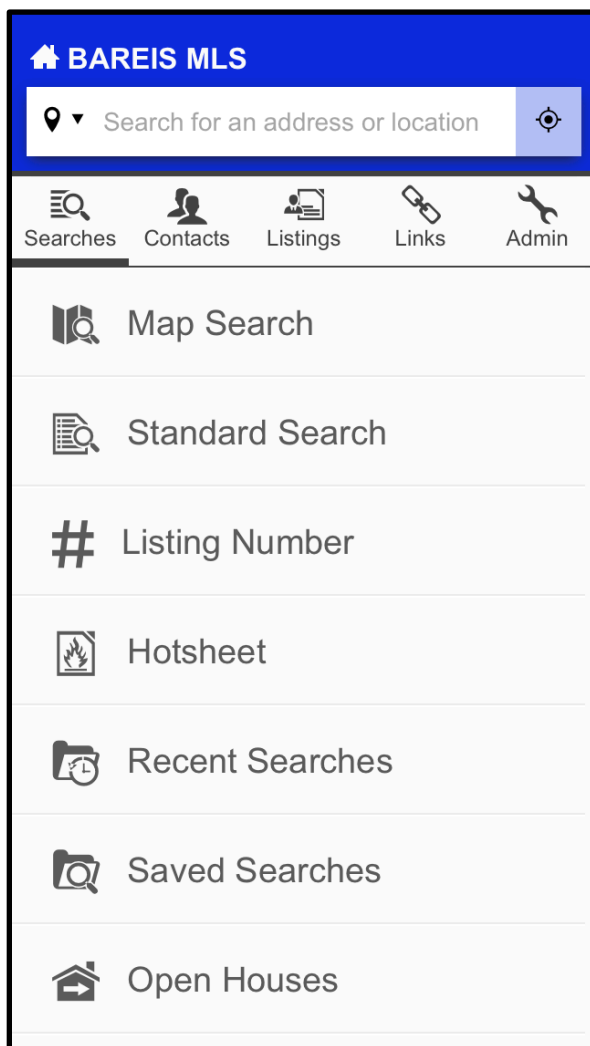 BAREIS MLS
Search for an address or location
Searches Contacts Listings Links Admin
Map Search
Standard Search
# Listing Number
Hotsheet
Recent Searches
Saved Searches
Open Houses